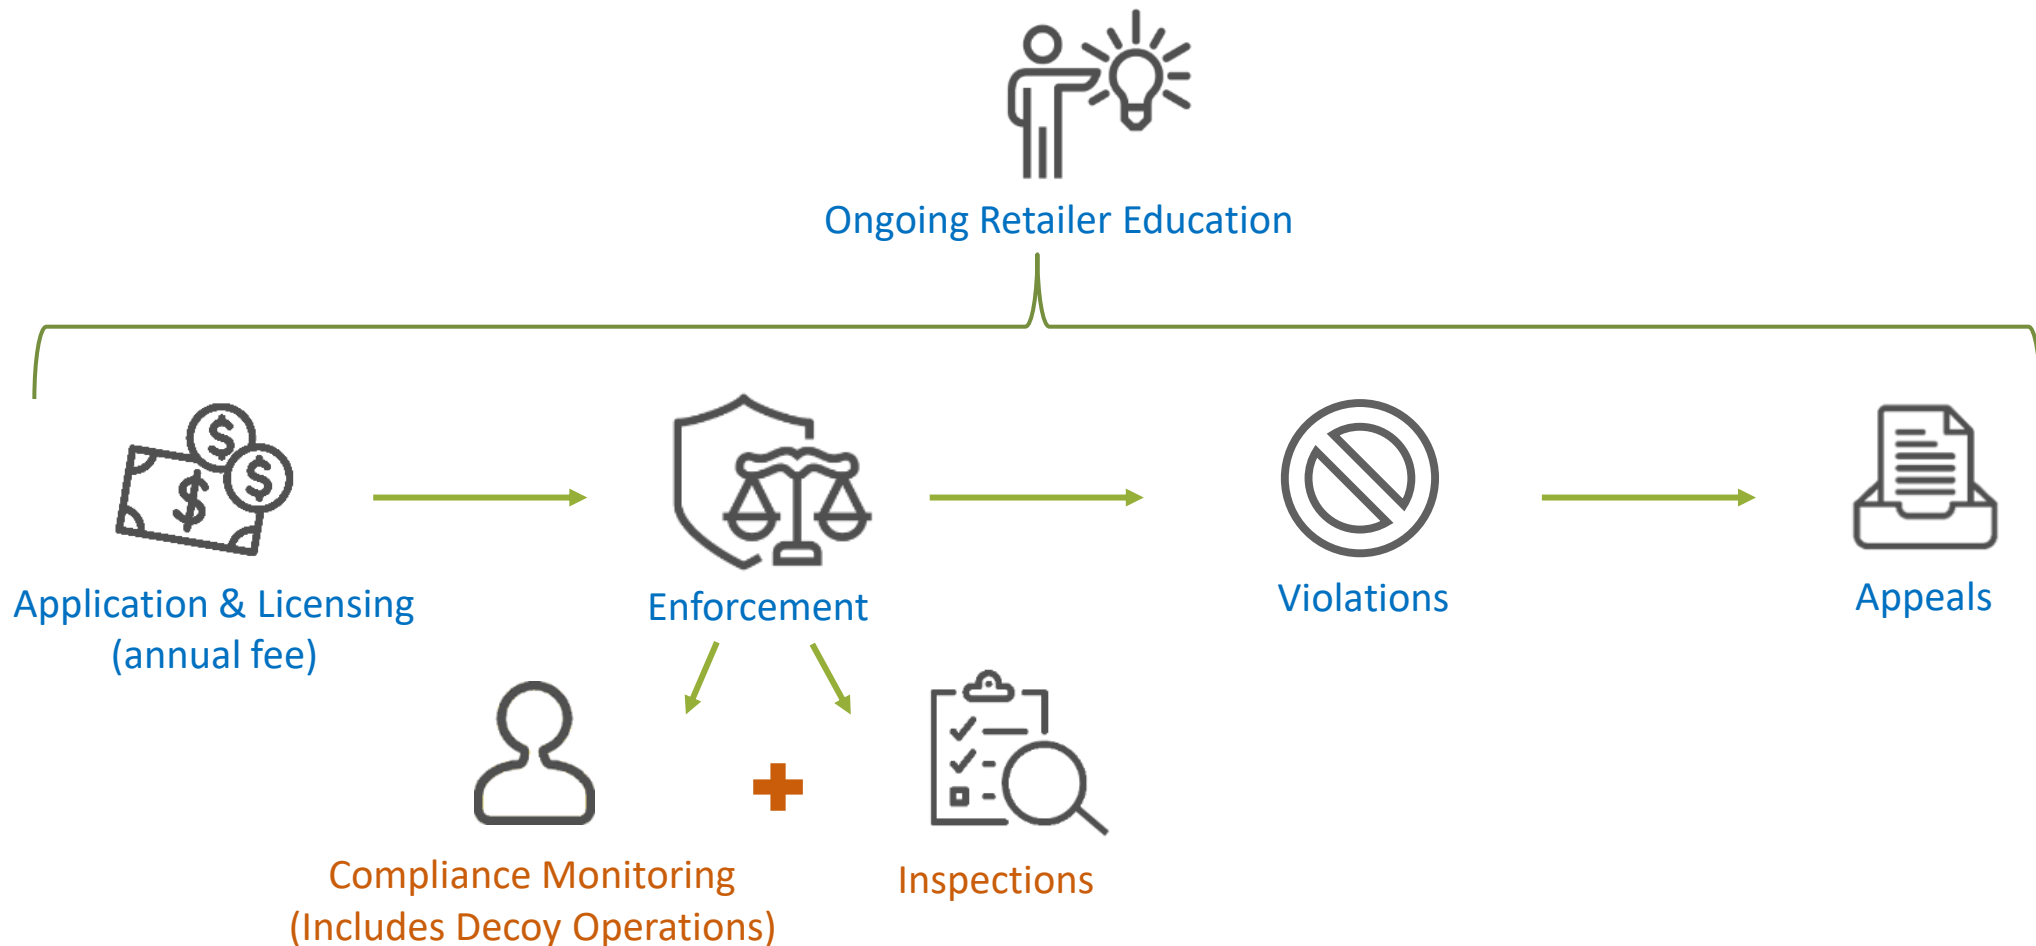 Ongoing Retailer Education
Application & Licensing
(annual fee)
Enforcement
Violations
Appeals
Compliance Monitoring
(Includes Decoy Operations)
Inspections